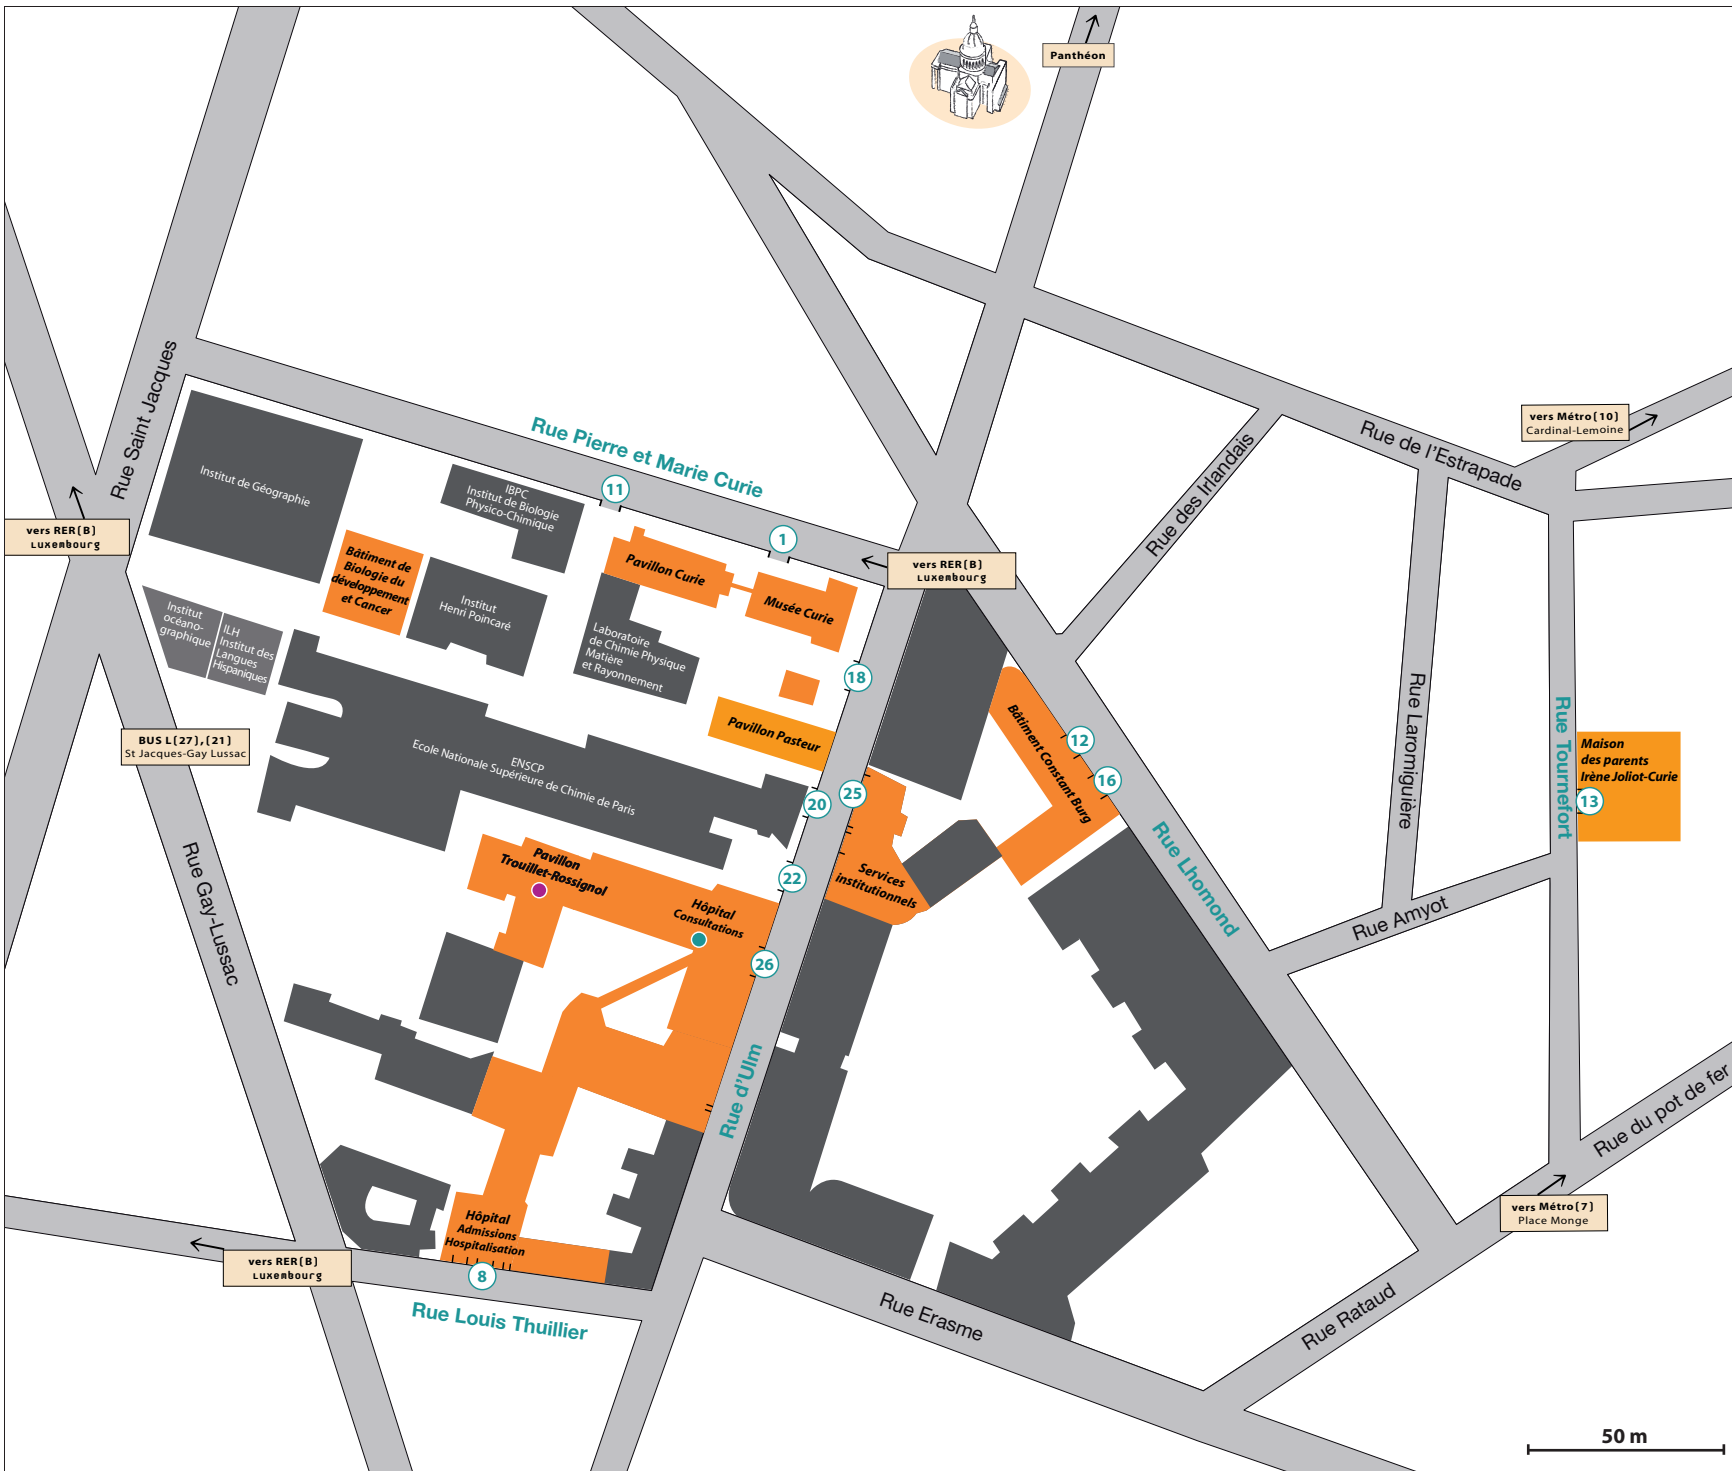 Panthéon
Rue Saint Jacques
Rue Pierre et Marie Curie
vers Métro(10)
Cardinal-Lemoine
Rue de l'Estrapade
Rue des Irlandais
Institut de Géographie
IBPC
Institut de Biologie
Physico-Chimique
11
1
vers RER(B)
Luxembourg
vers RER(B)
Luxembourg
Bâtiment de
Biologie du
développement
et Cancer
Institut
Henri Poincaré
Pavillon Curie
Musée Curie
Institut
océano-
graphique
ILH
Institut des
Langues
Hispaniques
Laboratoire
de Chimie Physique
Matière
et Rayonnement
18
Pavillon Pasteur
BUS L(27),(21)
St Jacques-Gay Lussac
ENSCP
Ecole Nationale Supérieure de Chimie de Paris
20
25
Bâtiment Constant Burg
12
16
Rue Laromiguière
Rue Tournefort
Maison
des parents
Irène Joliot-Curie
13
Rue Lhomond
Rue Gay-Lussac
Pavillon
Trouillet-Rossignol
22
Services
institutionnels
Hôpital
Consultations
26
Rue Amyot
Rue d'Ulm
Rue du pot de fer
vers Métro(7)
Place Monge
Hôpital
Admissions
Hospitalisation
8
vers RER(B)
Luxembourg
Rue Louis Thuillier
Rue Erasme
Rue Rataud
50 m